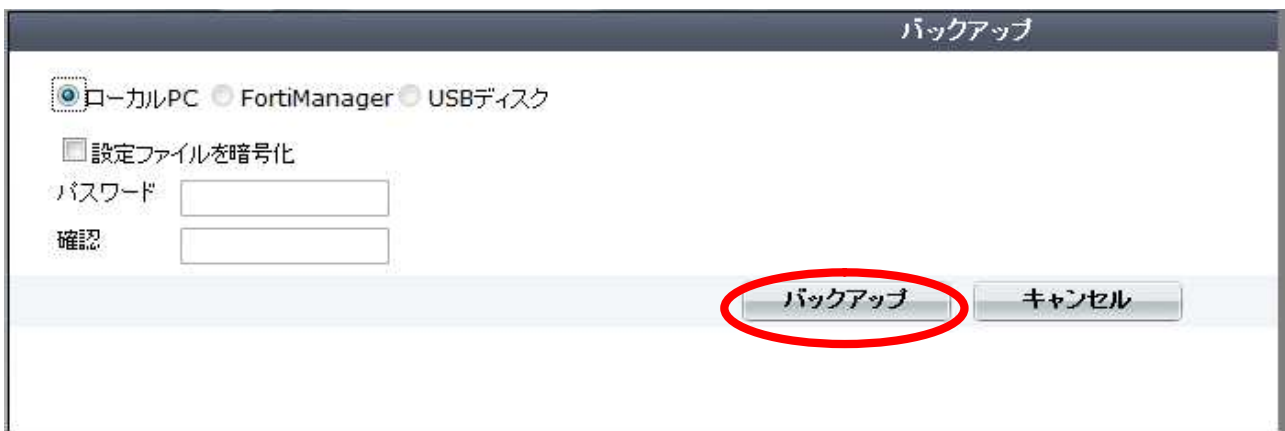 バックアップ
ローカルPC FortiManager USBディスク
設定ファイルを暗号化
パスワード
確認
バックアップ キャンセル